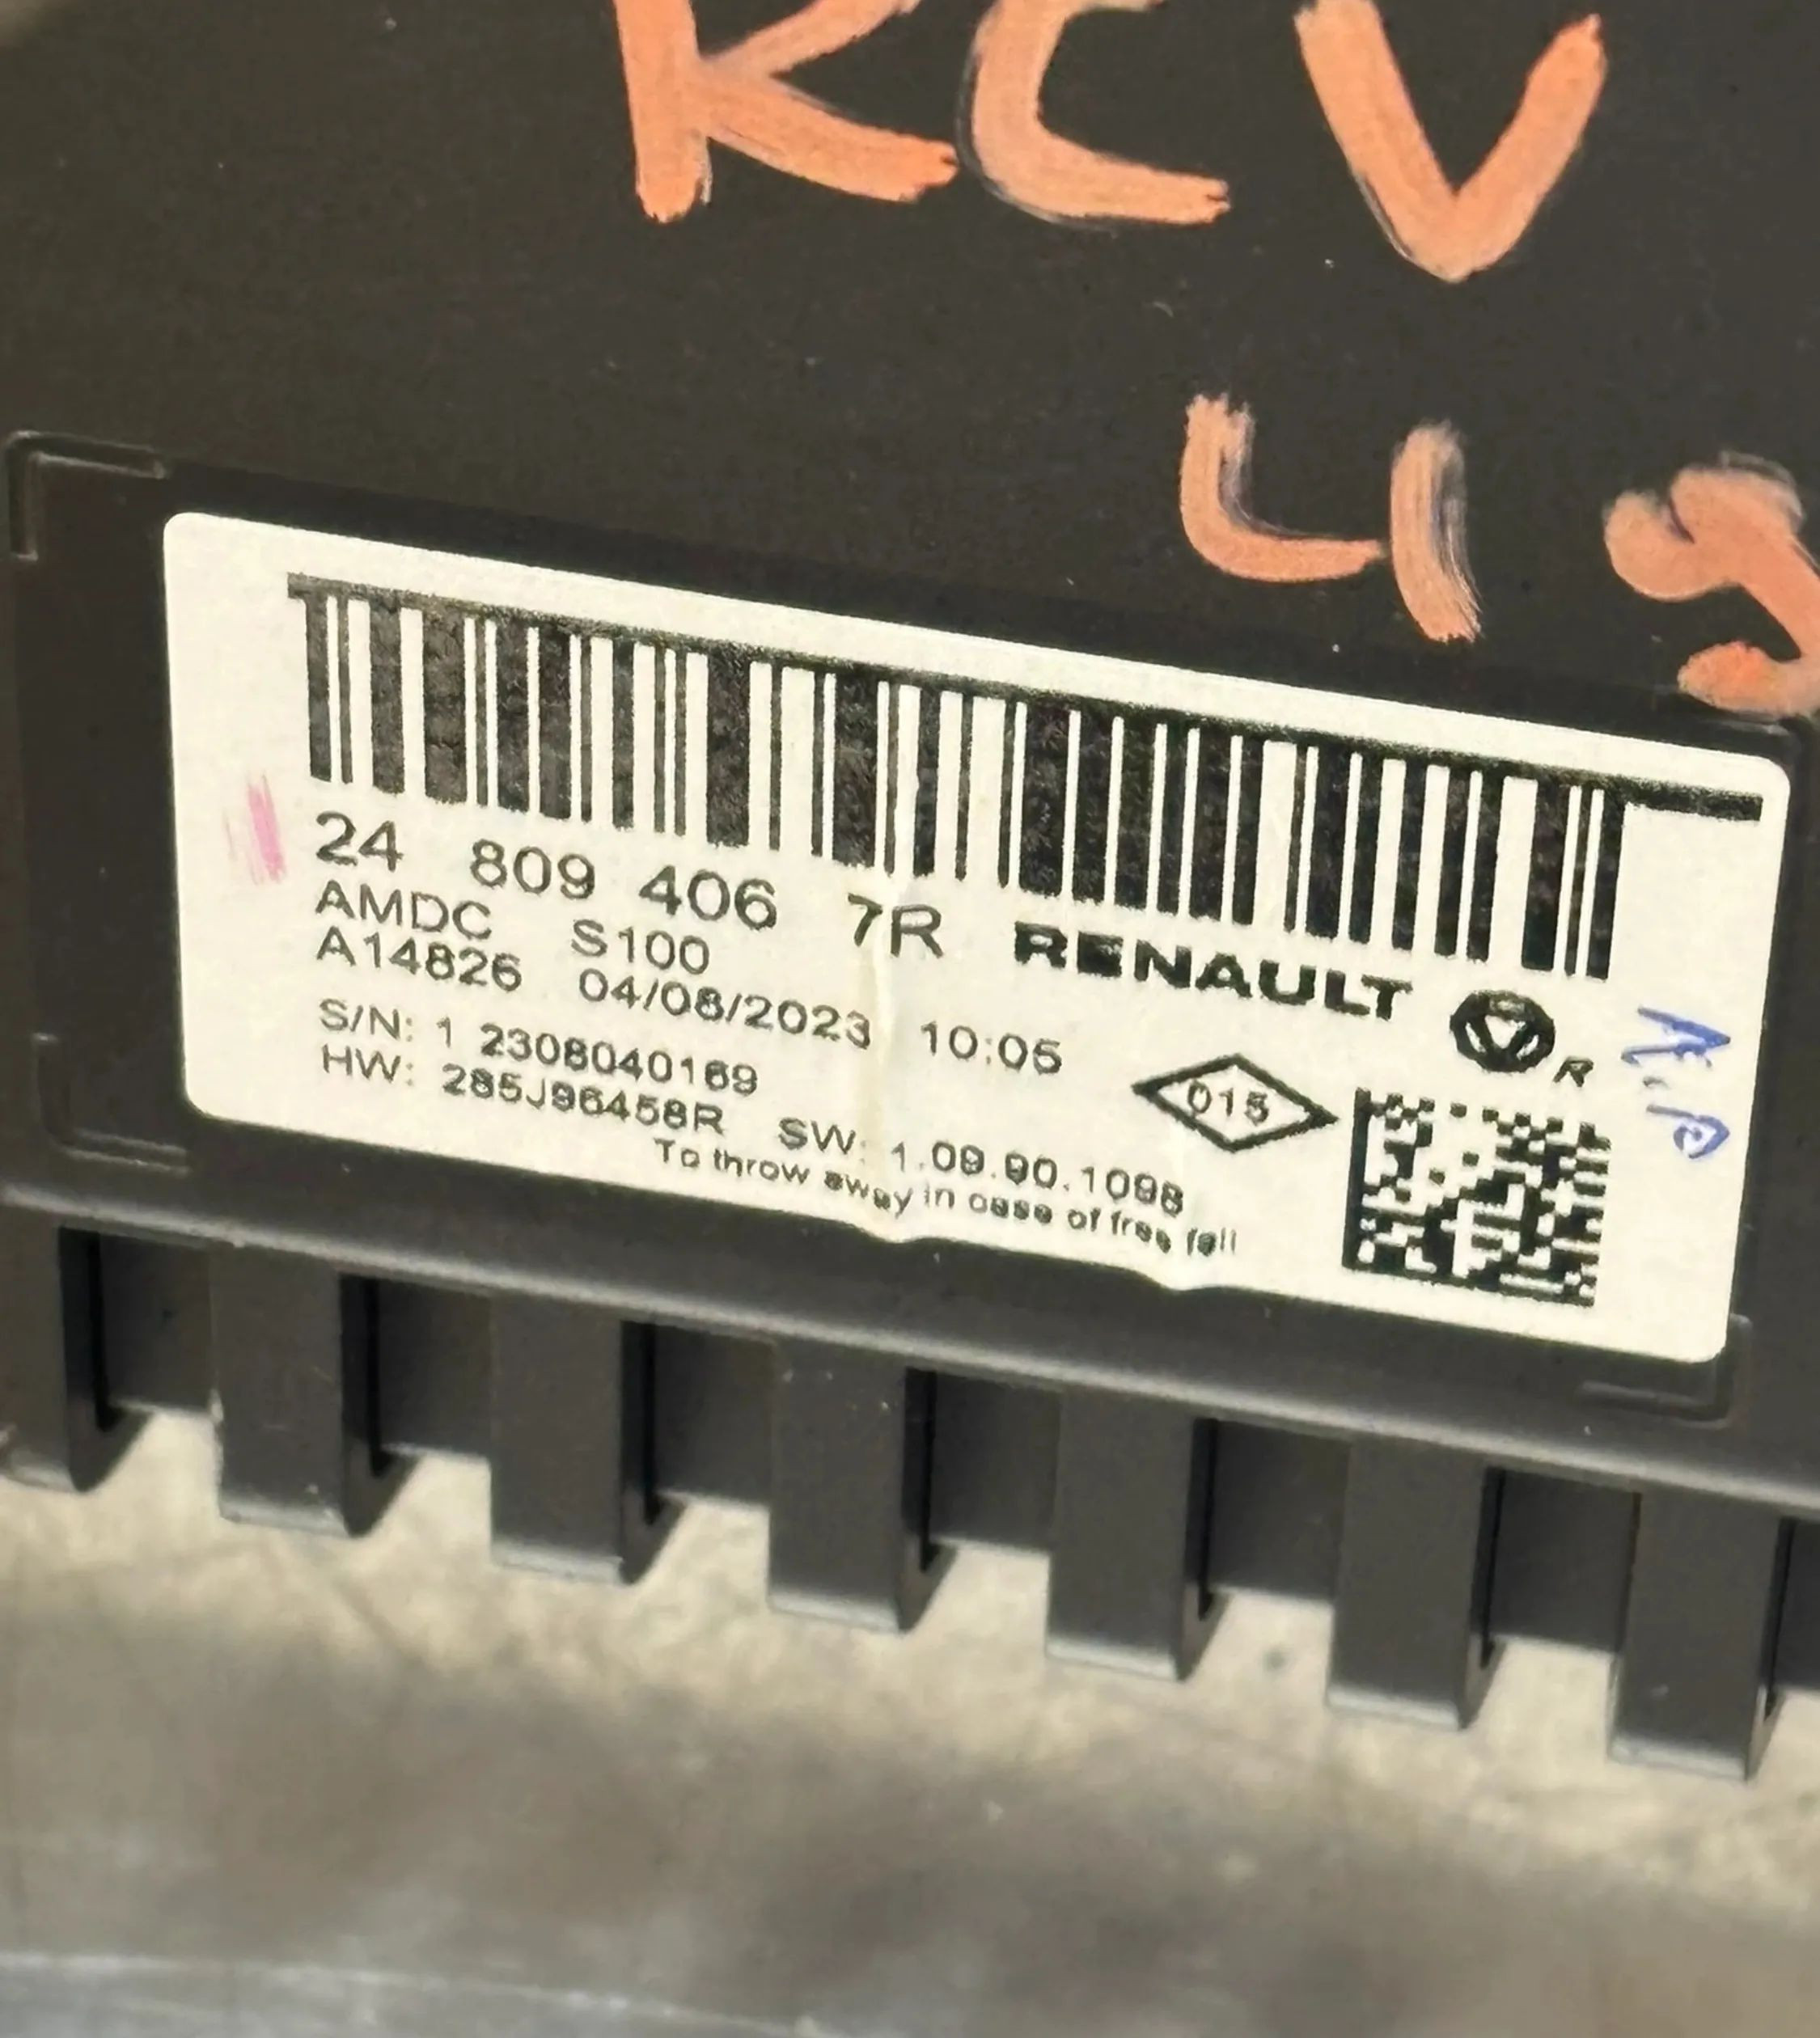 RCV
49
24 809 406 7R RENAULT
AMDC S100
A14826 04/08/2023 10:05
S/N: 1 2308040169
HW: 285J96458R SW: 1.09.90.1098
015
R
To throw away in case of free fall